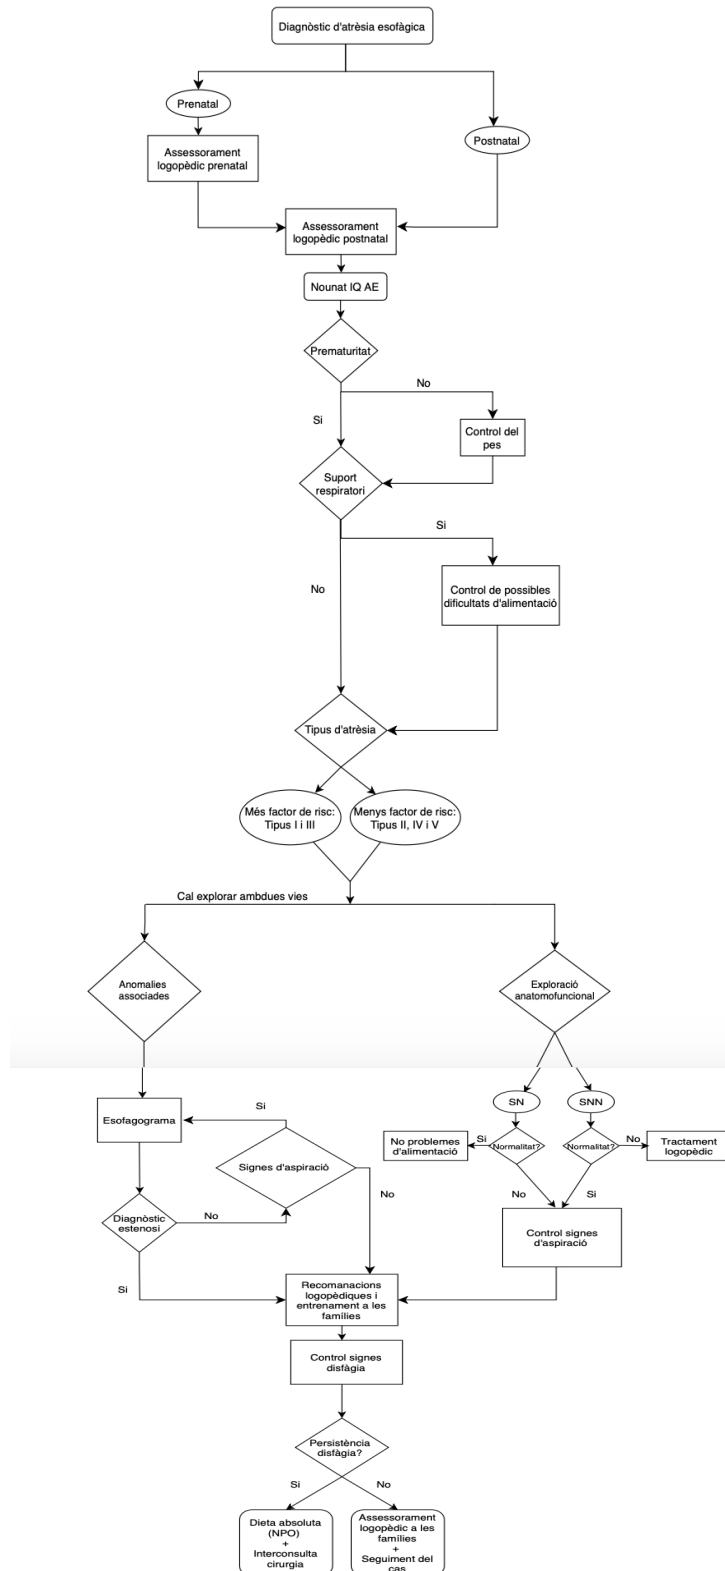 Diagnòstic d'atrèsia esofàgica
Prenatal
Assessorament
logopèdic prenatal
Postnatal
Assessorament
logopèdic postnatal
Nounat IQ AE
Prematuritat
No
Si
Control del
pes
Suport
respiratori
Si
No
Control de possibles
dificultats d'alimentació
Tipus d'atrèsia
Més factor de risc:
Tipus I i III
Menys factor de risc:
Tipus II, IV i V
Cal explorar ambdues vies
Anomalies
associades
Exploració
anatomofuncional
Esofagograma
Si
Signes d'aspiració
No
Diagnòstic
estenosi
No
Si
SN
SNN
No problemes
d'alimentació
Si
Normalitat?
Normalitat?
No
Tractament
logopèdic
No
Si
Control signes
d'aspiració
Recomanacions
logopèdiques i
entrenament a les
famílies
Control signes
disfàgia
Persistència
disfàgia?
Si
No
Dieta absoluta
(NPO)
+
Interconsulta
cirurgia
Assessorament
logopèdic a les
famílies
+
Seguiment del
cas